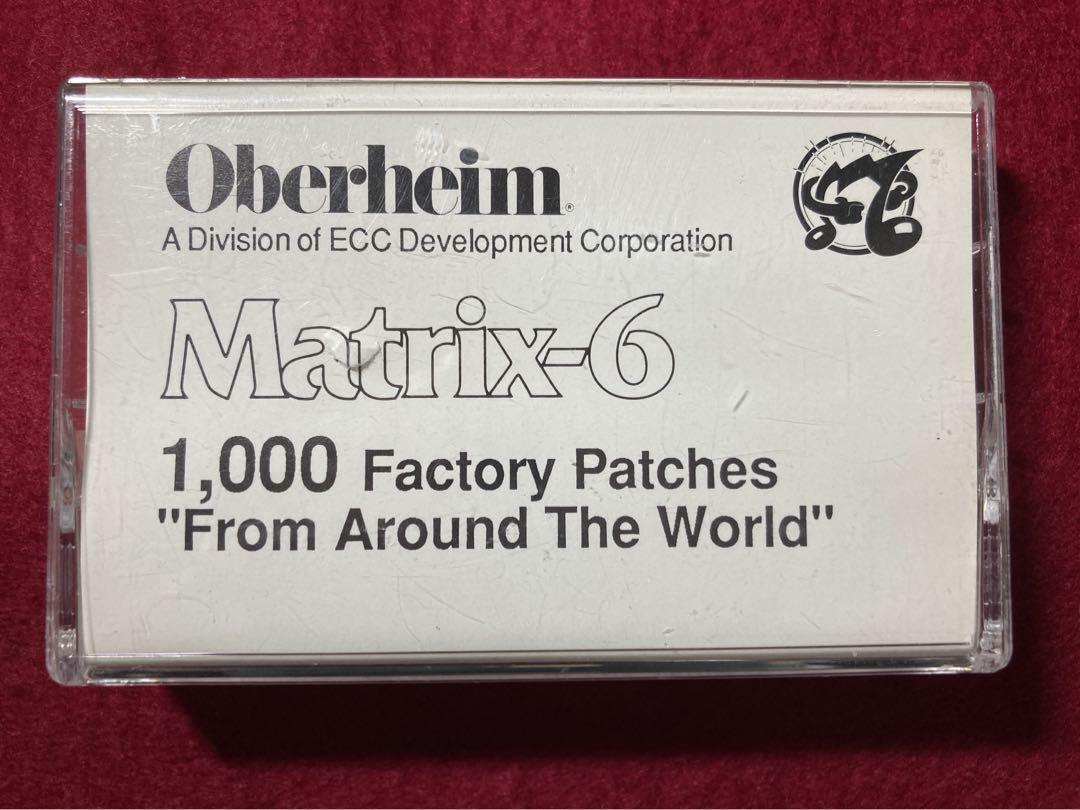 Oberheim®
A Division of ECC Development Corporation
Matrix-6
1,000 Factory Patches
"From Around The World"